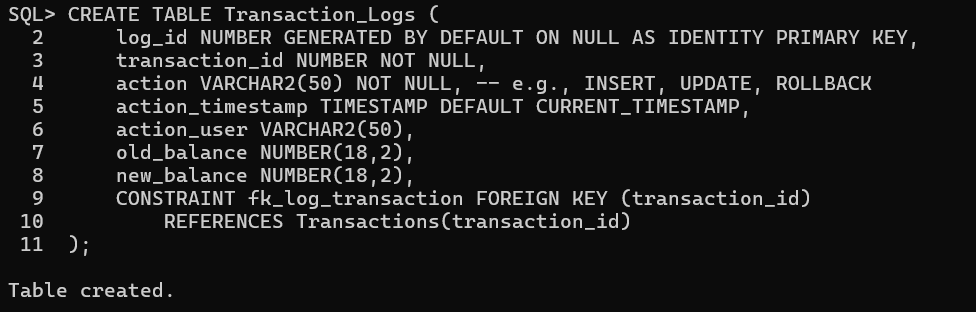 SQL> CREATE TABLE Transaction_Logs (
  2      log_id NUMBER GENERATED BY DEFAULT ON NULL AS IDENTITY PRIMARY KEY,
  3      transaction_id NUMBER NOT NULL,
  4      action VARCHAR2(50) NOT NULL, -- e.g., INSERT, UPDATE, ROLLBACK
  5      action_timestamp TIMESTAMP DEFAULT CURRENT_TIMESTAMP,
  6      action_user VARCHAR2(50),
  7      old_balance NUMBER(18,2),
  8      new_balance NUMBER(18,2),
  9      CONSTRAINT fk_log_transaction FOREIGN KEY (transaction_id)
 10          REFERENCES Transactions(transaction_id)
 11  );
Table created.